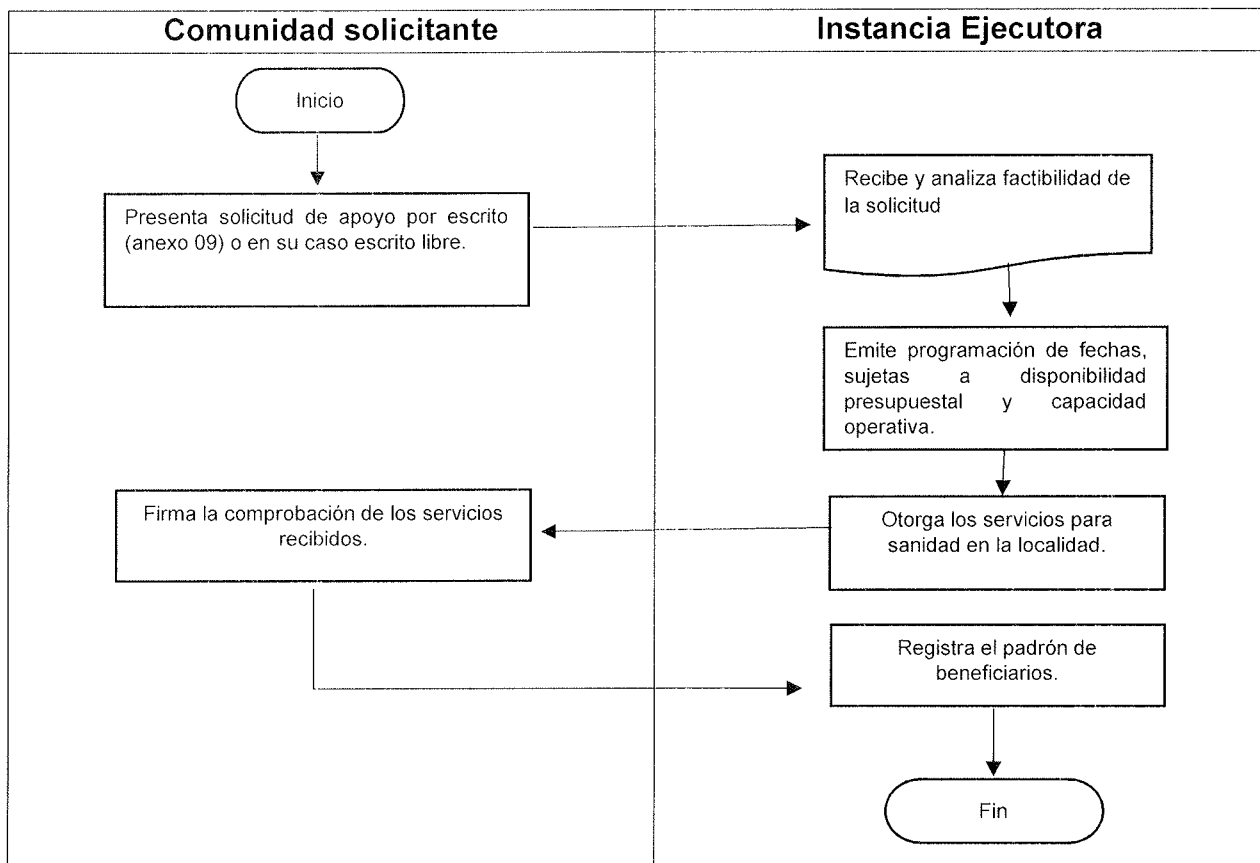 Comunidad solicitante
Instancia Ejecutora
Inicio
Presenta solicitud de apoyo por escrito
(anexo 09) o en su caso escrito libre.
Recibe y analiza factibilidad de
la solicitud
Emite programación de fechas,
sujetas a disponibilidad
presupuestal y capacidad
operativa.
Otorga los servicios para
sanidad en la localidad.
Firma la comprobación de los servicios
recibidos.
Registra el padrón de
beneficiarios.
Fin